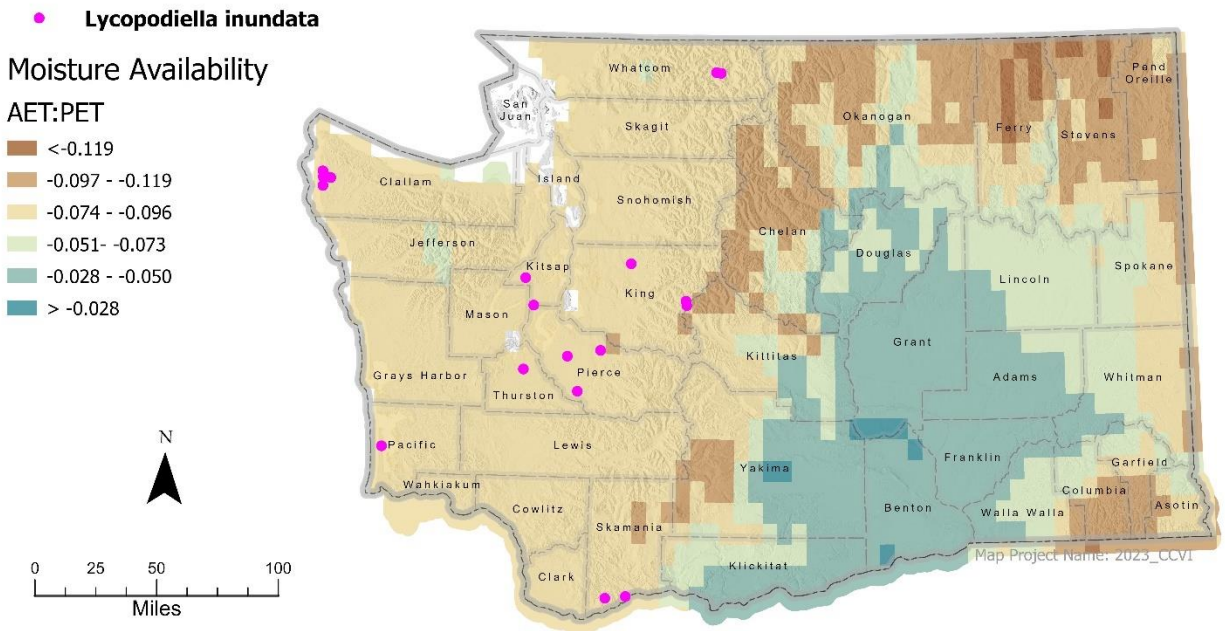 Lycopodiella inundata
Moisture Availability
AET:PET
<-0.119
-0.097 - -0.119
-0.074 - -0.096
-0.051- -0.073
-0.028 - -0.050
> -0.028
N
0 25 50 100
Miles
Whatcom
San
Juan
Skagit
Okanogan
Ferry
Stevens
Pand
Oreille
Island
Clallam
Snohomish
Jefferson
Chelan
Douglas
Kitsap
King
Lincoln
Spokane
Mason
Grant
Kittitas
Adams
Whitman
Grays Harbor
Pierce
Thurston
Pacific
Lewis
Yakima
Franklin
Garfield
Wahkiakum
Columbia
Cowlitz
Benton
Walla Walla
Asotin
Skamania
Clark
Klickitat
Map Project Name: 2023_CCVI